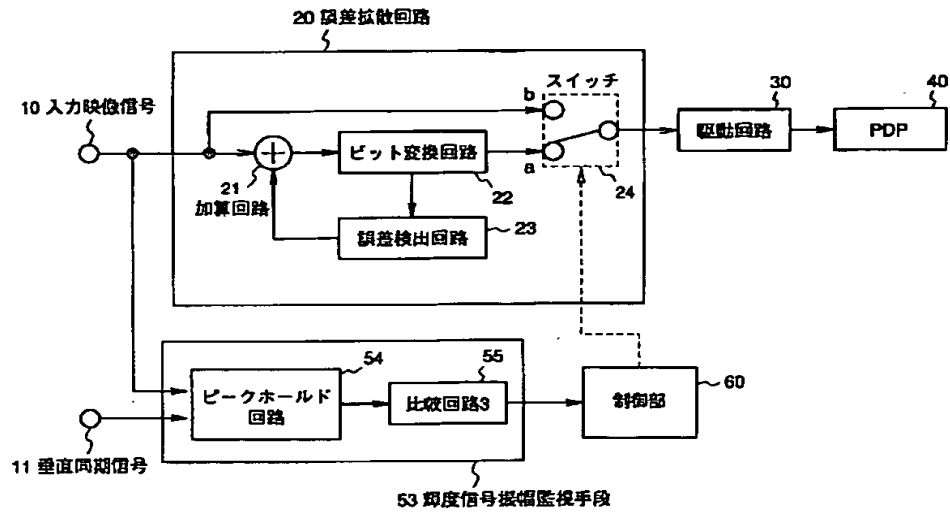 20 誤差拡散回路
スイッチ
30
40
10 入力映像信号
b
駆動回路
PDP
ビット変換回路
a
21
加算回路
22
24
誤差検出回路
23
54
55
ピークホールド
回路
比較回路3
制御部
60
11 垂直同期信号
53 輝度信号振幅監視手段